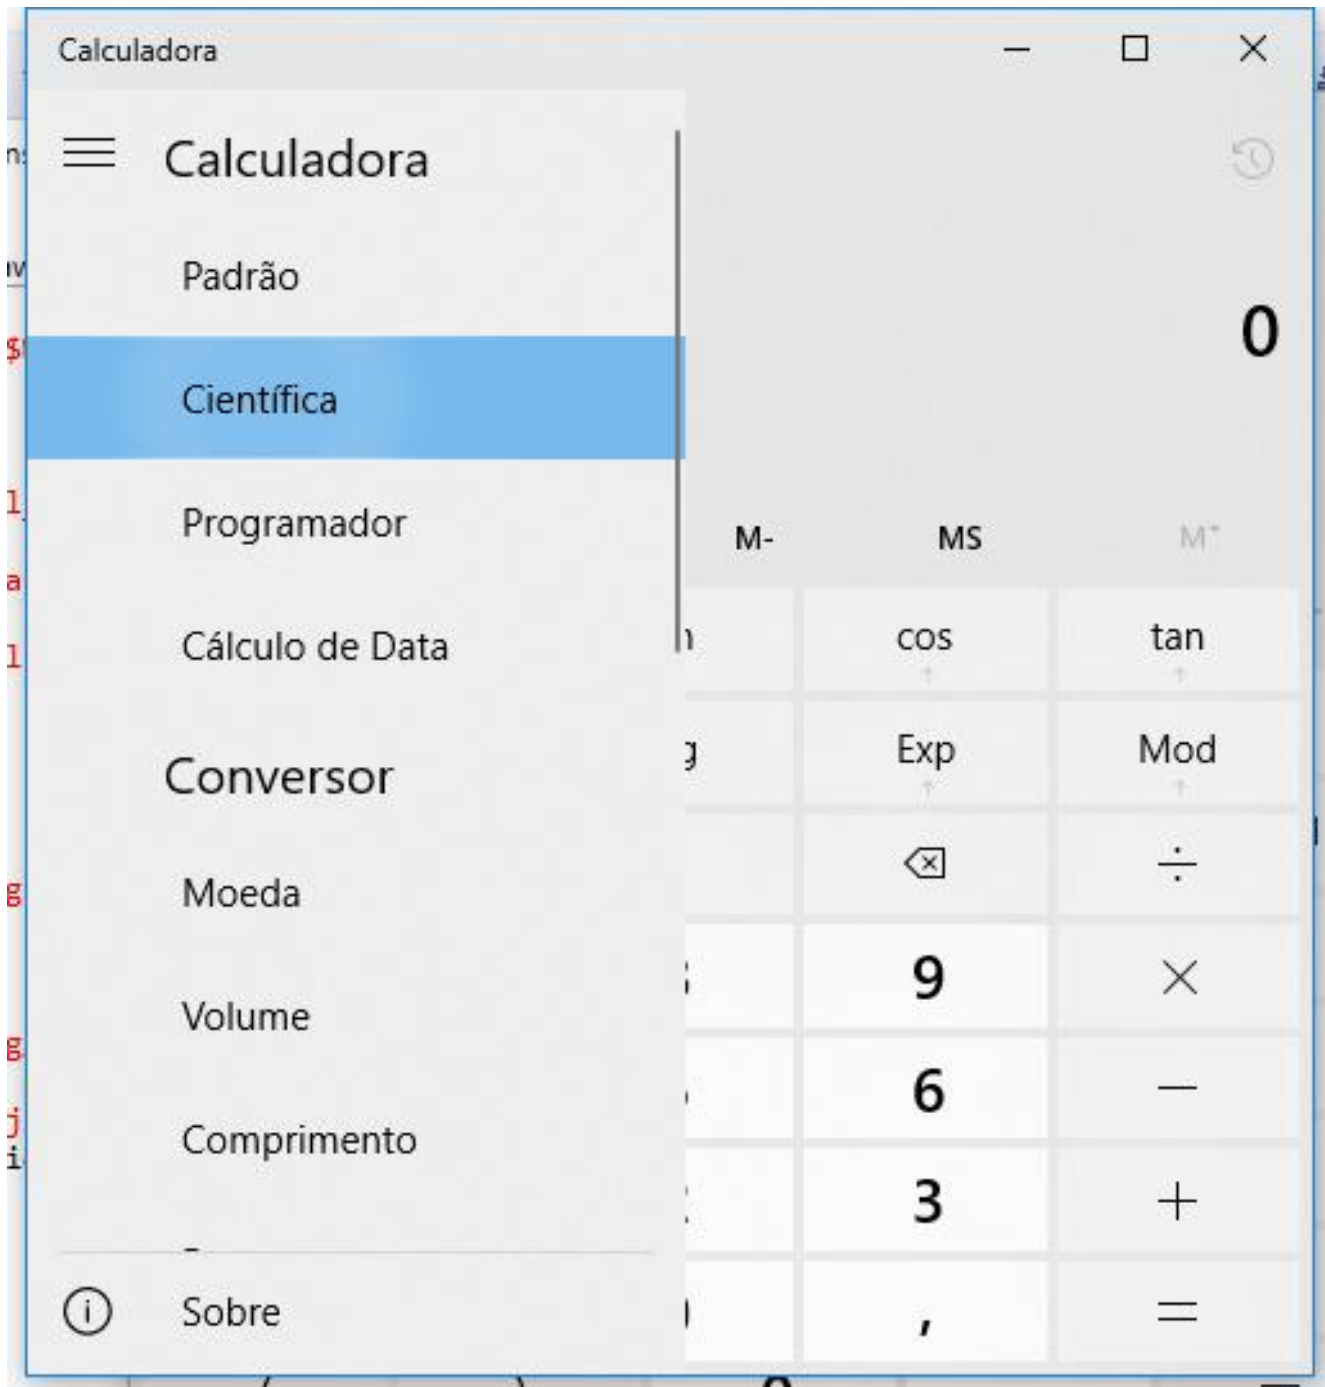 Calculadora
Calculadora
Padrão
0
Científica
Programador
M- MS M
Cálculo de Data
cos tan
Conversor
Exp Mod
Moeda
÷
9 ×
Volume
6 −
Comprimento
3 +
Sobre
, =